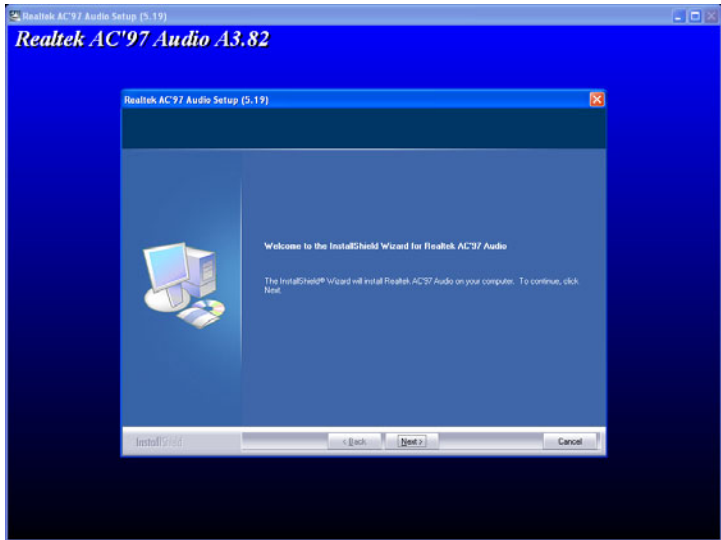 Realtek AC'97 Audio Setup (5.19)
Realtek AC'97 Audio A3.82
Realtek AC'97 Audio Setup (5.19)
Welcome to the InstallShield Wizard for Realtek AC'97 Audio
The InstallShield® Wizard will install Realtek AC'97 Audio on your computer. To continue, click
Next.
InstallShield
< Back
Next >
Cancel